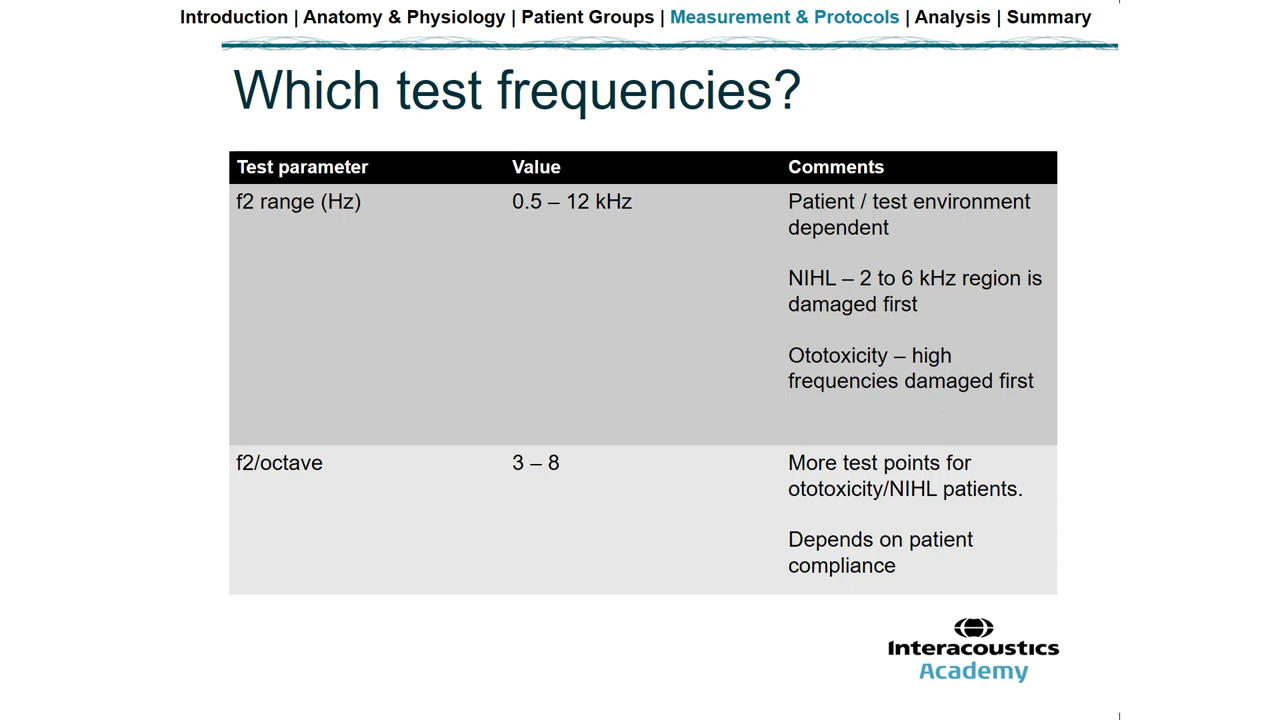 Introduction | Anatomy & Physiology | Patient Groups | Measurement & Protocols | Analysis | Summary
Which test frequencies?
Test parameter Value Comments
f2 range (Hz) 0.5 – 12 kHz Patient / test environment
dependent
NIHL – 2 to 6 kHz region is
damaged first
Ototoxicity – high
frequencies damaged first
f2/octave 3 – 8 More test points for
ototoxicity/NIHL patients.
Depends on patient
compliance
Interacoustics
Academy